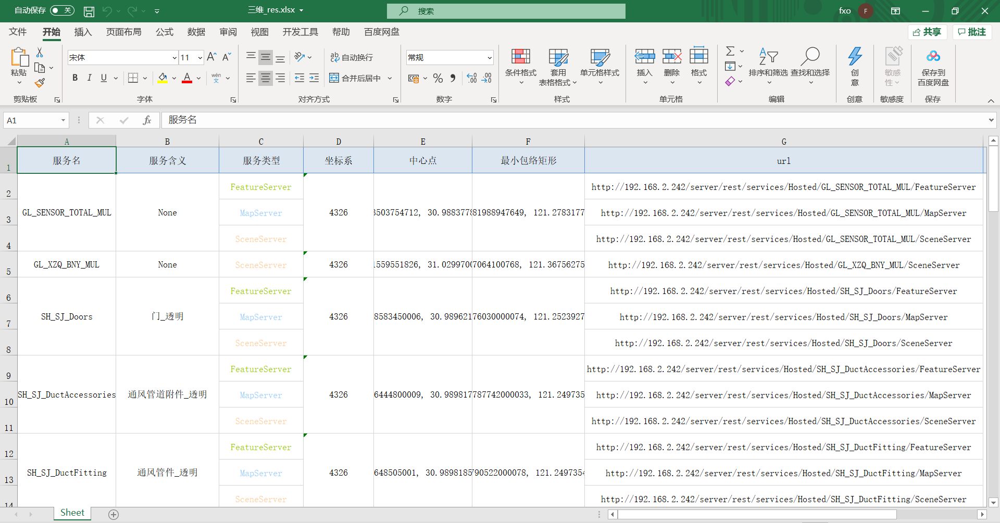 自动保存 关 三维_res.xlsx 搜索 fxo F
文件 开始 插入 页面布局 公式 数据 审阅 视图 开发工具 帮助 百度网盘 共享 批注
粘贴 宋体 11 自动换行 常规 条件格式 套用 表格格式 单元格样式 插入 删除 格式 排序和筛选 查找和选择 创意 敏感性 保存到 百度网盘
B I U A wén 文 合并后居中 % .00
剪贴板 字体 对齐方式 数字 样式 单元格 编辑 创意 敏感度 保存
A1 fx 服务名
A B C D E F G
1 服务名 服务含义 服务类型 坐标系 中心点 最小包络矩形 url
2 FeatureServer http://192.168.2.242/server/rest/services/Hosted/GL_SENSOR_TOTAL_MUL/FeatureServer
3 GL_SENSOR_TOTAL_MUL None MapServer 4326 3503754712, 30.9883778 81988947649, 121.2783177 http://192.168.2.242/server/rest/services/Hosted/GL_SENSOR_TOTAL_MUL/MapServer
4 SceneServer http://192.168.2.242/server/rest/services/Hosted/GL_SENSOR_TOTAL_MUL/SceneServer
5 GL_XZQ_BNY_MUL None SceneServer 4326 1559551826, 31.0299700 7064100768, 121.36756275 http://192.168.2.242/server/rest/services/Hosted/GL_XZQ_BNY_MUL/SceneServer
6 FeatureServer http://192.168.2.242/server/rest/services/Hosted/SH_SJ_Doors/FeatureServer
7 SH_SJ_Doors 门_透明 MapServer 4326 8583450006, 30.9896217 76030000074, 121.2523927 http://192.168.2.242/server/rest/services/Hosted/SH_SJ_Doors/MapServer
8 SceneServer http://192.168.2.242/server/rest/services/Hosted/SH_SJ_Doors/SceneServer
9 FeatureServer http://192.168.2.242/server/rest/services/Hosted/SH_SJ_DuctAccessories/FeatureServer
10 SH_SJ_DuctAccessories 通风管道附件_透明 MapServer 4326 6444800009, 30.989817 787742000033, 121.249735 http://192.168.2.242/server/rest/services/Hosted/SH_SJ_DuctAccessories/MapServer
11 SceneServer http://192.168.2.242/server/rest/services/Hosted/SH_SJ_DuctAccessories/SceneServer
12 FeatureServer http://192.168.2.242/server/rest/services/Hosted/SH_SJ_DuctFitting/FeatureServer
13 SH_SJ_DuctFitting 通风管件_透明 MapServer 4326 648505001, 30.9898185 790522000078, 121.2497354 http://192.168.2.242/server/rest/services/Hosted/SH_SJ_DuctFitting/MapServer
14 SceneServer http://192.168.2.242/server/rest/services/Hosted/SH_SJ_DuctFitting/SceneServer
Sheet